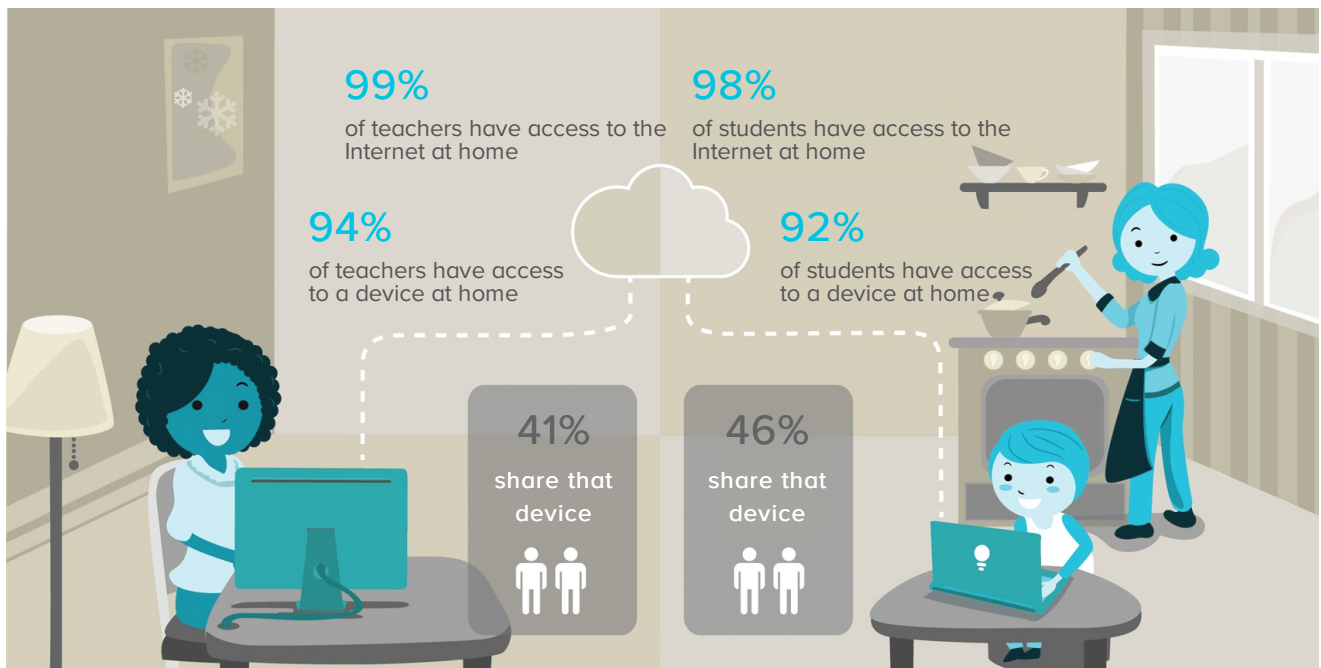 99%
of teachers have access to the
Internet at home
94%
of teachers have access
to a device at home
41%
share that
device
98%
of students have access to the
Internet at home
92%
of students have access
to a device at home
46%
share that
device